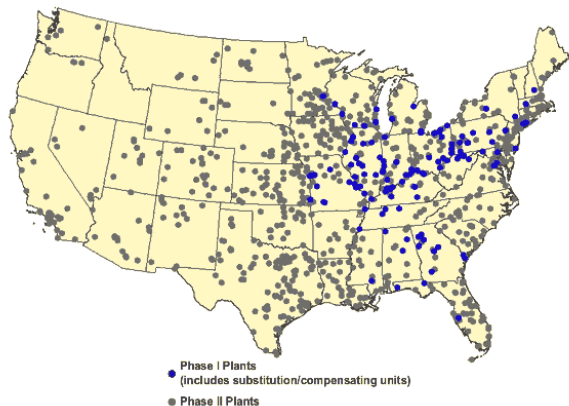 Phase I Plants
(includes substitution/compensating units)
Phase II Plants